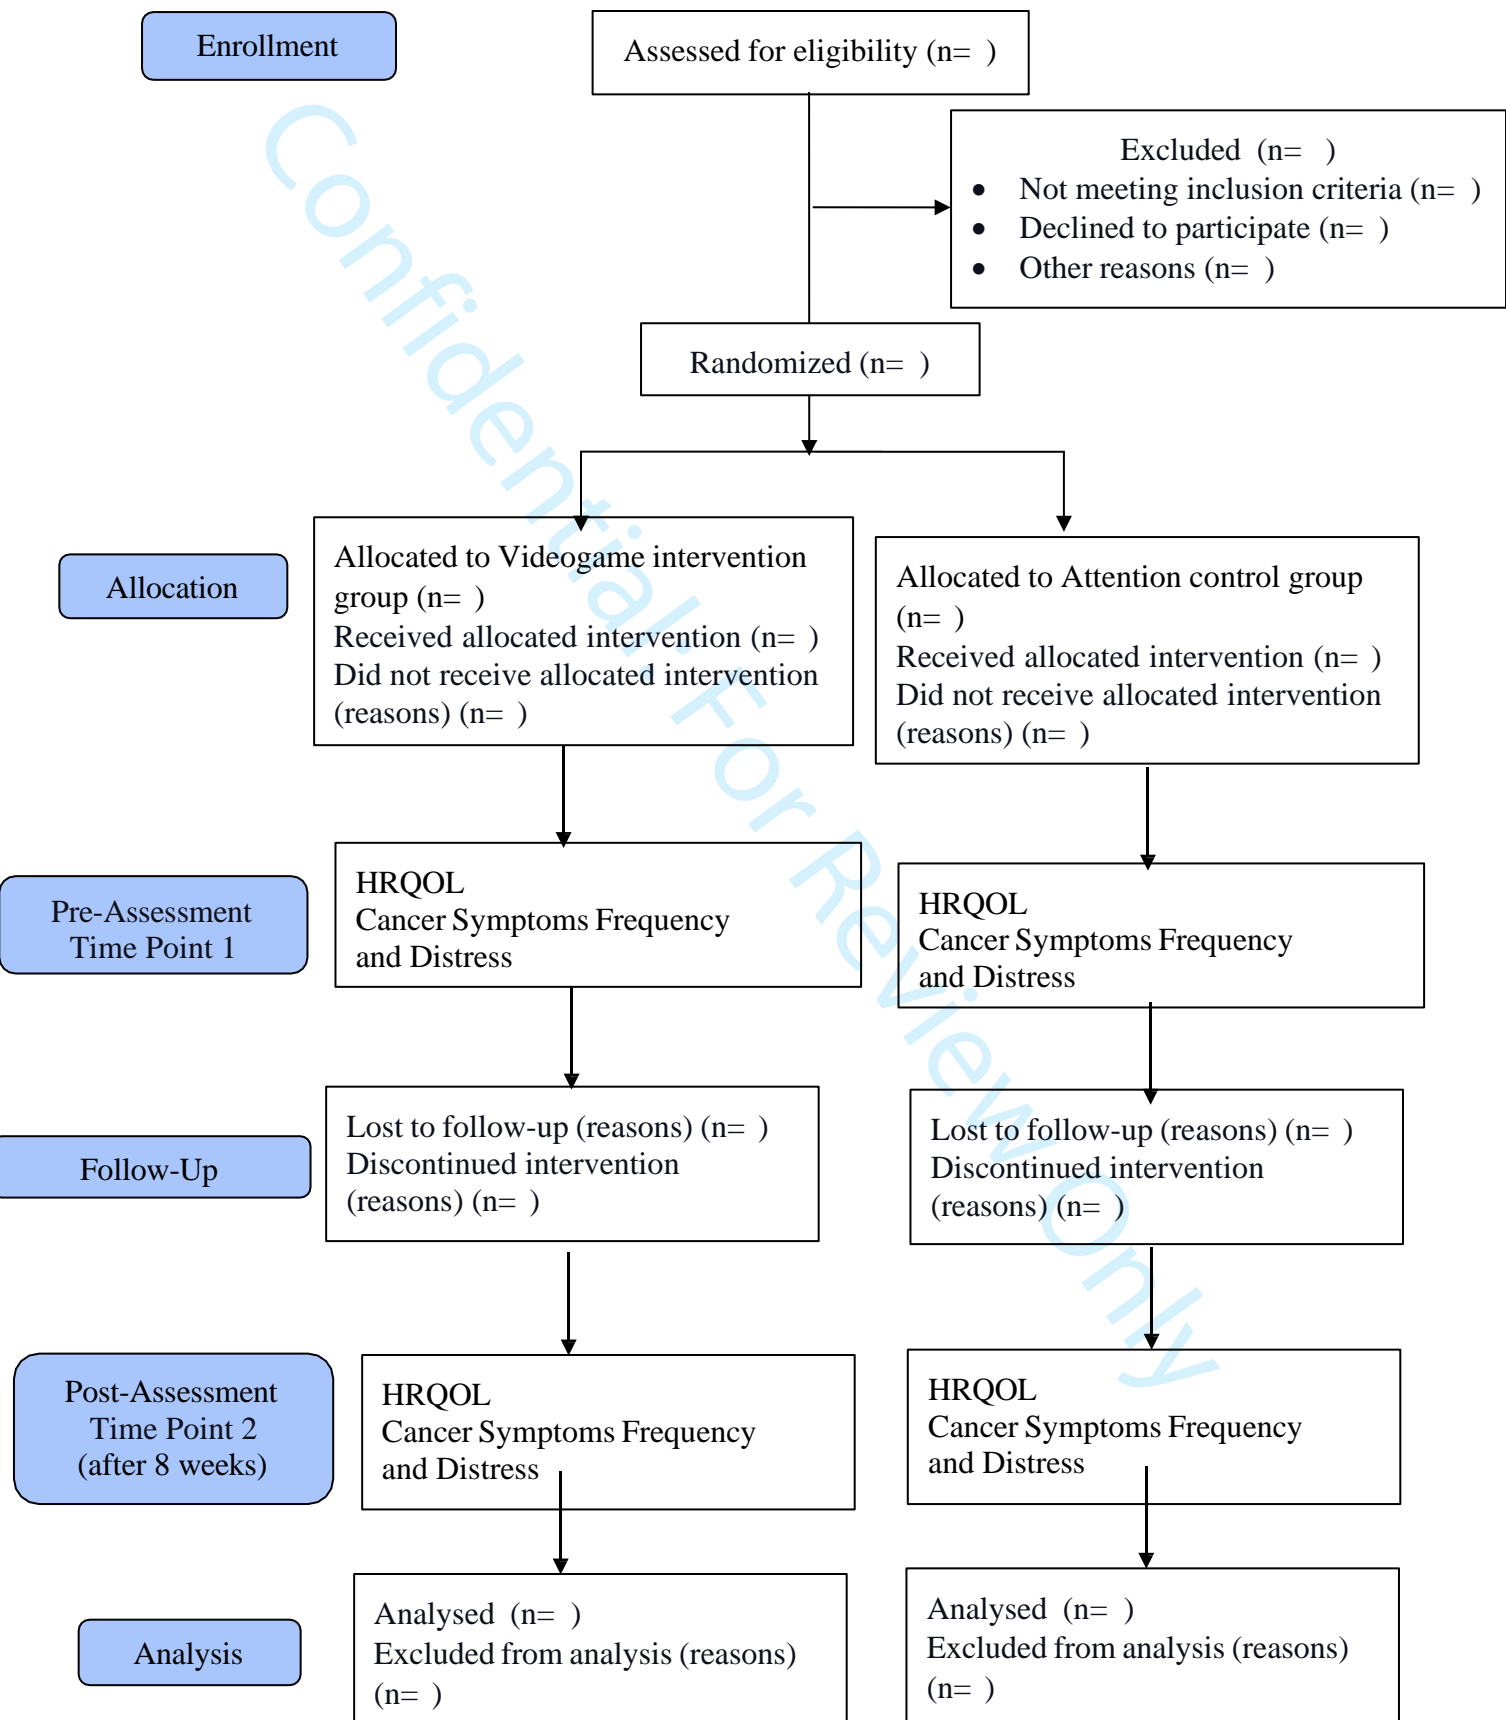 Enrollment
Assessed for eligibility (n=  )
Excluded  (n=   )
•    Not meeting inclusion criteria (n=  )
•    Declined to participate (n=  )
•    Other reasons (n=  )
Randomized (n=  )
Allocation
Allocated to Videogame intervention
group (n=  )
Received allocated intervention (n=  )
Did not receive allocated intervention
(reasons) (n=  )
Allocated to Attention control group
(n=  )
Received allocated intervention (n=  )
Did not receive allocated intervention
(reasons) (n=  )
Pre-Assessment
Time Point 1
HRQOL
Cancer Symptoms Frequency
and Distress
HRQOL
Cancer Symptoms Frequency
and Distress
Follow-Up
Lost to follow-up (reasons) (n=  )
Discontinued intervention
(reasons) (n=  )
Lost to follow-up (reasons) (n=  )
Discontinued intervention
(reasons) (n=  )
Post-Assessment
Time Point 2
(after 8 weeks)
HRQOL
Cancer Symptoms Frequency
and Distress
HRQOL
Cancer Symptoms Frequency
and Distress
Analysis
Analysed  (n=  )
Excluded from analysis (reasons)
(n=  )
Analysed  (n=  )
Excluded from analysis (reasons)
(n=  )
Confidential: For Review Only